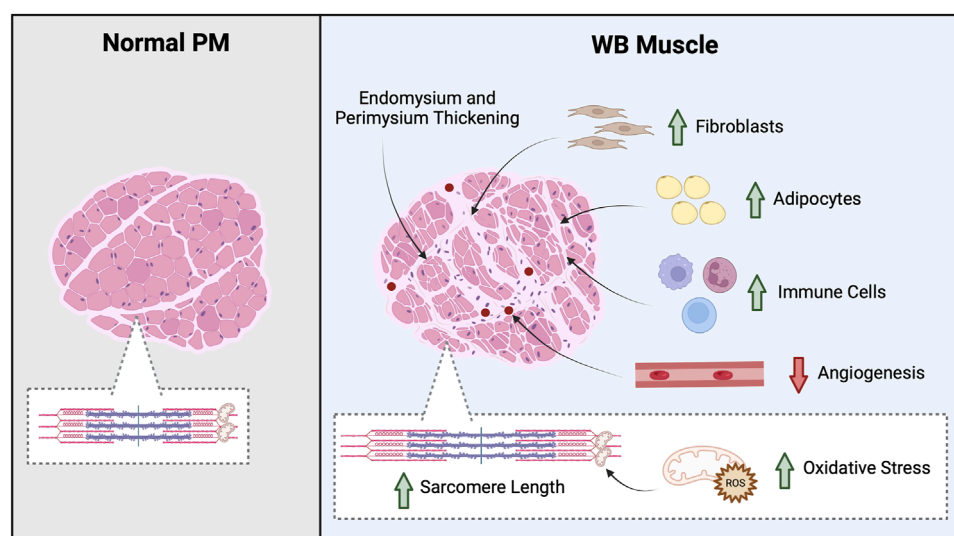 Normal PM
WB Muscle
Endomysium and
Perimysium Thickening
Fibroblasts
Adipocytes
Immune Cells
Angiogenesis
Sarcomere Length
ROS
Oxidative Stress